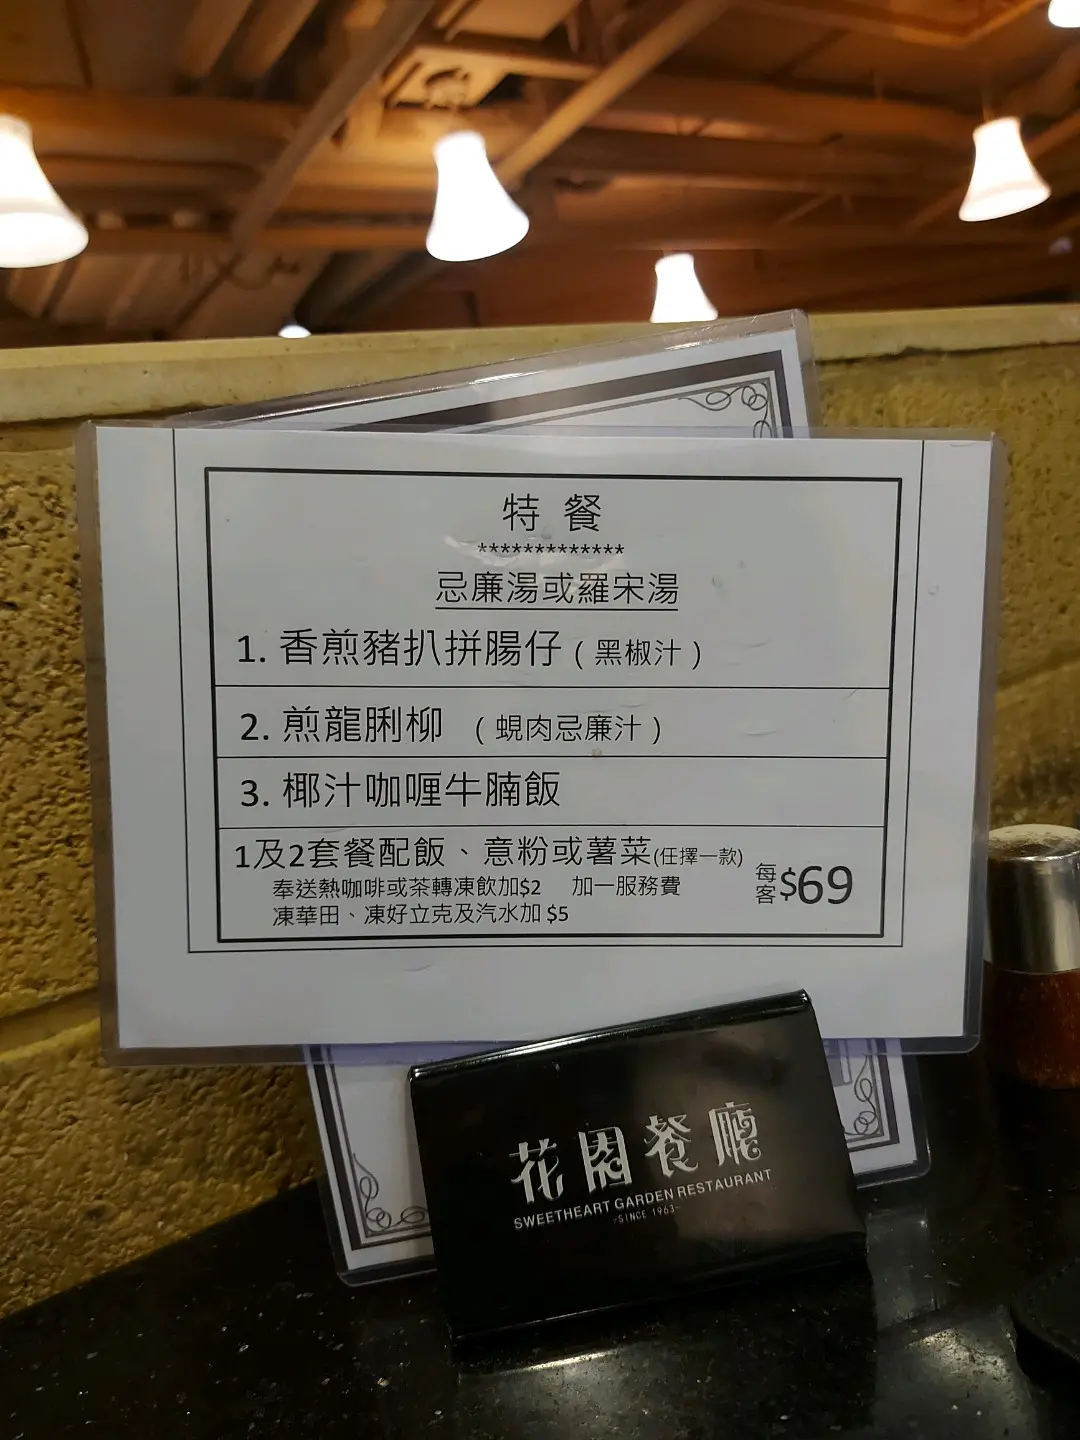 特 餐
*************
忌廉湯或羅宋湯
1. 香煎豬扒拼腸仔 ( 黑椒汁 )
2. 煎龍脷柳 ( 蜆肉忌廉汁 )
3. 椰汁咖喱牛腩飯
1及2套餐配飯、意粉或薯菜(任擇一款)
奉送熱咖啡或茶轉凍飲加$2 加一服務費
凍華田、凍好立克及汽水加 $5
每客$69
花園餐廳
SWEETHEART GARDEN RESTAURANT
-SINCE 1963-